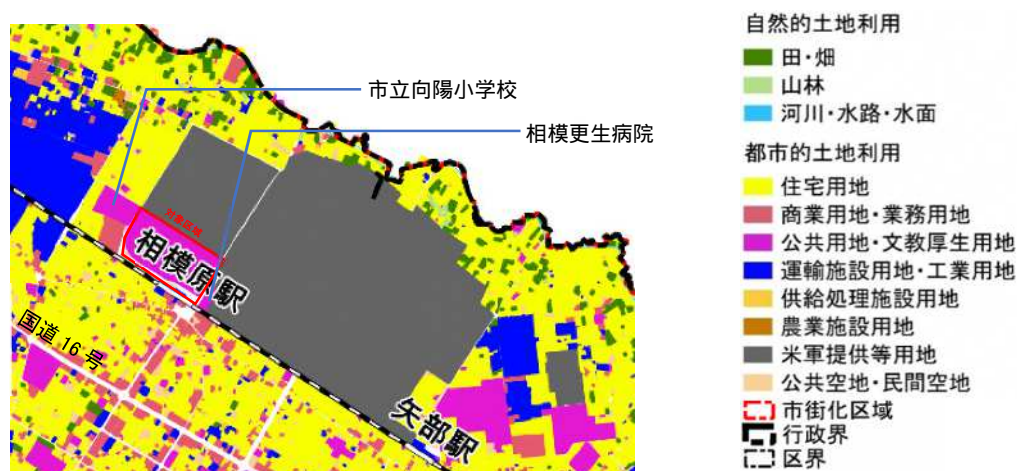 市立向陽小学校
相模更生病院
対象区域
相模原駅
国道 16 号
矢部駅
自然的土地利用
田・畑
山林
河川・水路・水面
都市的土地利用
住宅用地
商業用地・業務用地
公共用地・文教厚生用地
運輸施設用地・工業用地
供給処理施設用地
農業施設用地
米軍提供等用地
公共空地・民間空地
市街化区域
行政界
区界